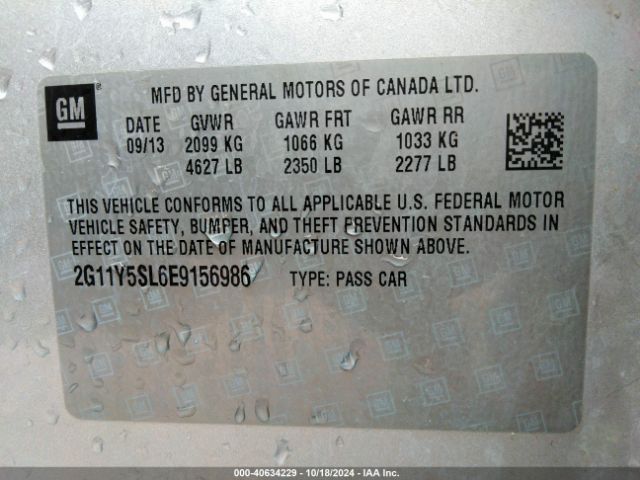 GM ®
MFD BY GENERAL MOTORS OF CANADA LTD.
DATE GVWR GAWR FRT GAWR RR
09/13 2099 KG 1066 KG 1033 KG
4627 LB 2350 LB 2277 LB
THIS VEHICLE CONFORMS TO ALL APPLICABLE U.S. FEDERAL MOTOR
VEHICLE SAFETY, BUMPER, AND THEFT PREVENTION STANDARDS IN
EFFECT ON THE DATE OF MANUFACTURE SHOWN ABOVE.
2G11Y5SL6E9156986 TYPE: PASS CAR
000-40634229 - 10/18/2024 - IAA Inc.